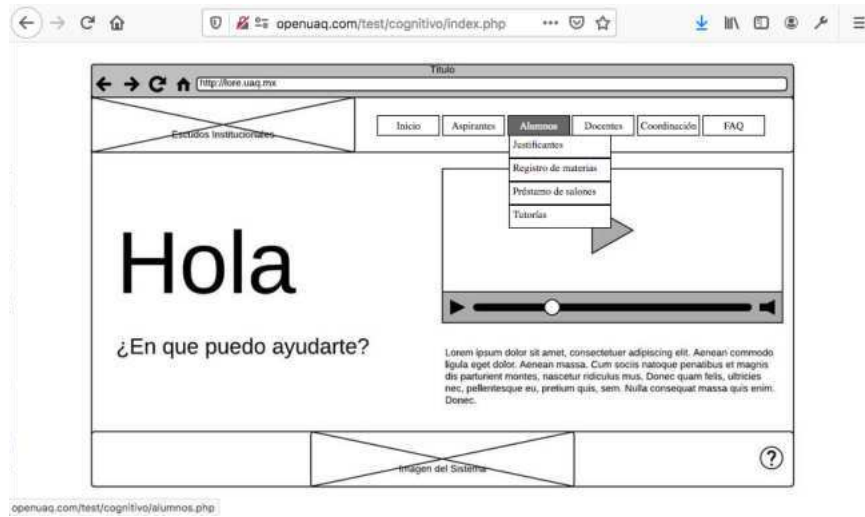 openuaq.com/test/cognitivo/index.php
Titulo
http://lore.uaq.mx
Escudos Institucionales
Inicio Aspirantes Alumnos Docentes Coordinación FAQ
Justificantes
Registro de materias
Préstamo de salones
Tutorías
Hola
¿En que puedo ayudarte?
Lorem ipsum dolor sit amet, consectetuer adipiscing elit. Aenean commodo
ligula eget dolor. Aenean massa. Cum sociis natoque penatibus et magnis
dis parturient montes, nascetur ridiculus mus. Donec quam felis, ultricies
nec, pellentesque eu, pretium quis, sem. Nulla consequat massa quis enim.
Donec.
Imagen del Sistema
?
openuaq.com/test/cognitivo/alumnos.php